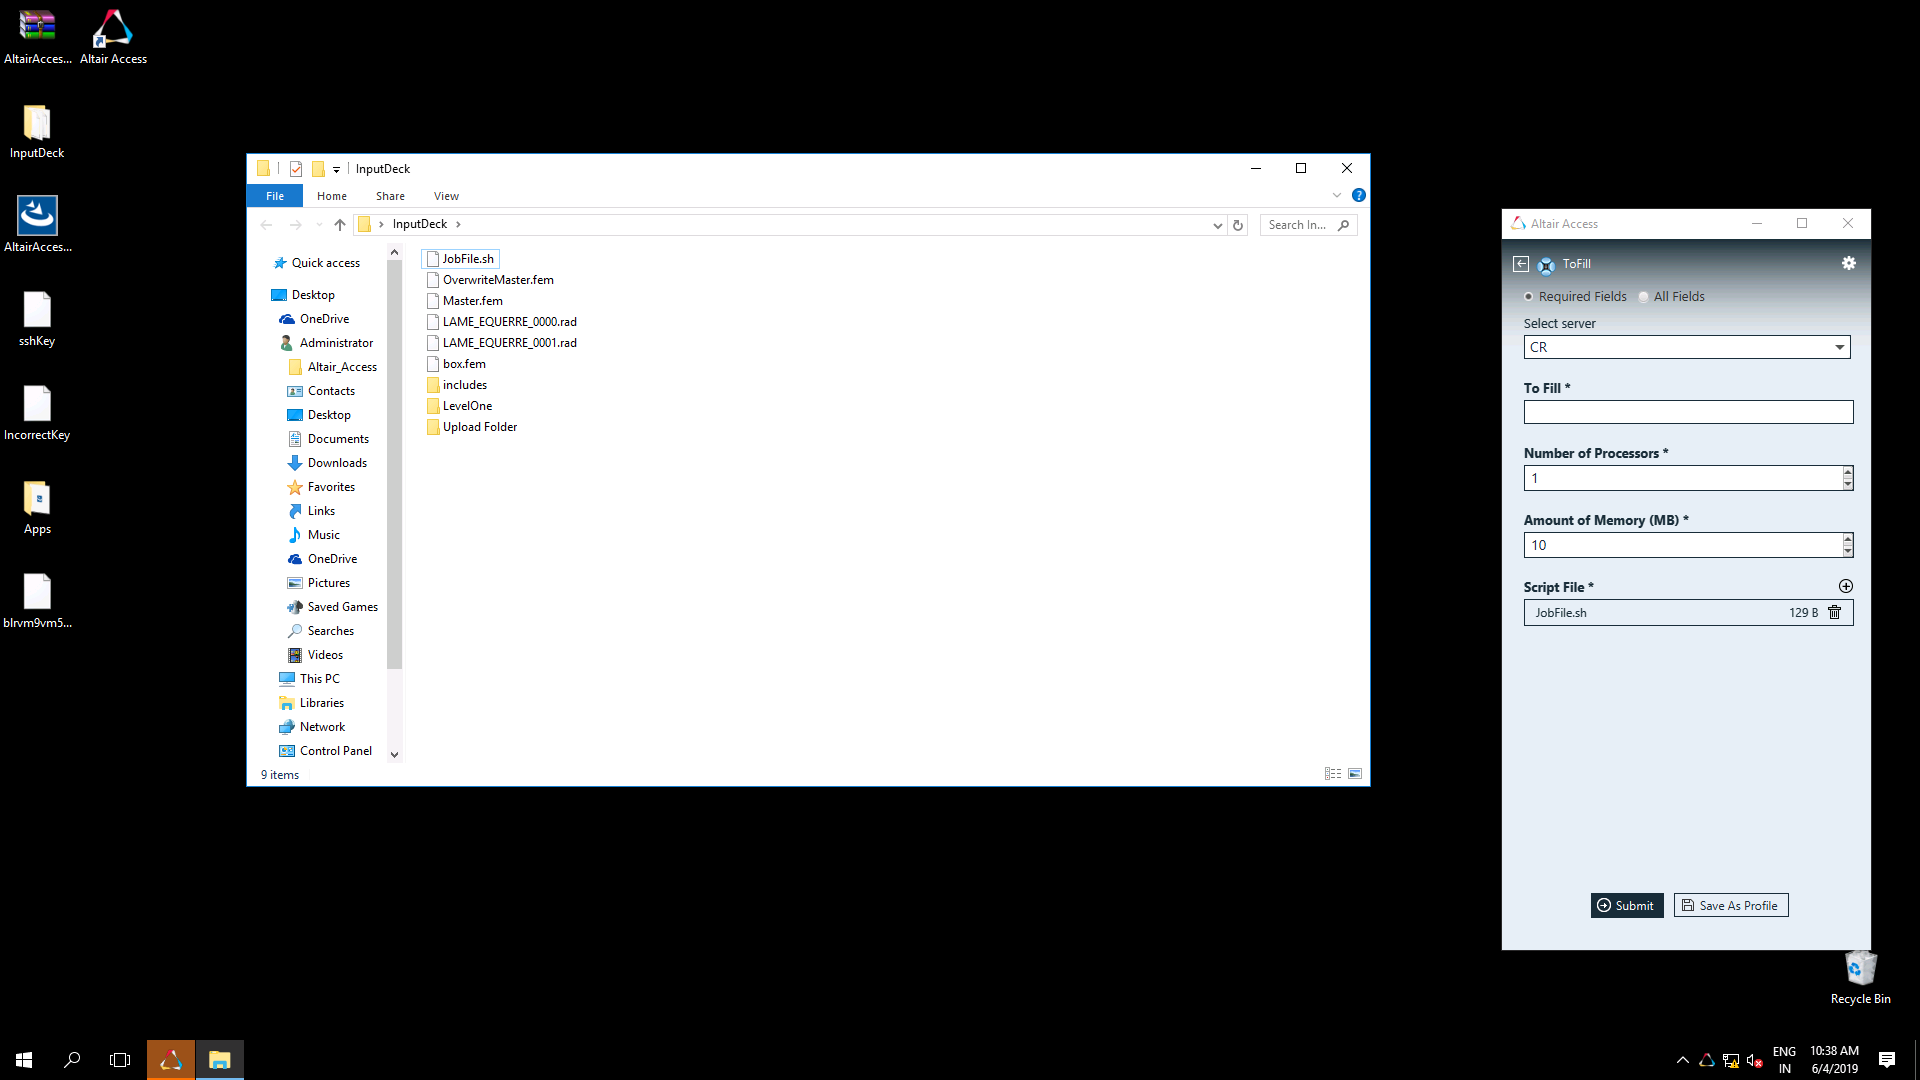 AltairAcces...
Altair Access
InputDeck
AltairAcces...
sshKey
IncorrectKey
Apps
blrvm9vm5...
InputDeck
File
Home
Share
View
InputDeck
Search In...
Quick access
Desktop
OneDrive
Administrator
Altair_Access
Contacts
Desktop
Documents
Downloads
Favorites
Links
Music
OneDrive
Pictures
Saved Games
Searches
Videos
This PC
Libraries
Network
Control Panel
JobFile.sh
OverwriteMaster.fem
Master.fem
LAME_EQUERRE_0000.rad
LAME_EQUERRE_0001.rad
box.fem
includes
LevelOne
Upload Folder
9 items
Altair Access
ToFill
Required Fields
All Fields
Select server
CR
To Fill *
Number of Processors *
1
Amount of Memory (MB) *
10
Script File *
JobFile.sh 129 B
Submit
Save As Profile
Recycle Bin
ENG
IN
10:38 AM
6/4/2019